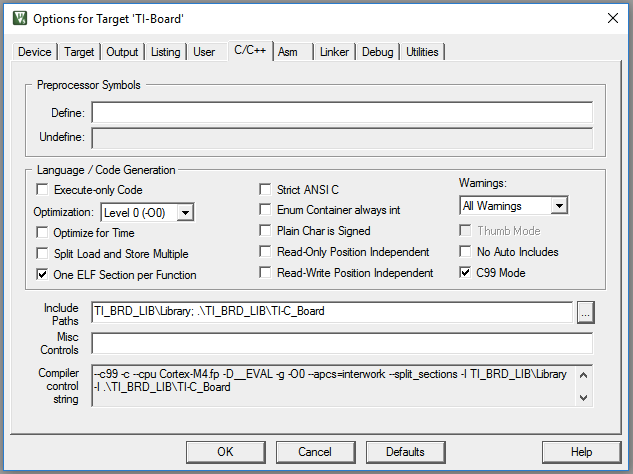 Options for Target 'TI-Board'
Device Target Output Listing User C/C++ Asm Linker Debug Utilities
Preprocessor Symbols
Define:
Undefine:
Language / Code Generation
Execute-only Code
Optimization: Level 0 (-O0)
Optimize for Time
Split Load and Store Multiple
One ELF Section per Function
Strict ANSI C
Enum Container always int
Plain Char is Signed
Read-Only Position Independent
Read-Write Position Independent
Warnings:
All Warnings
Thumb Mode
No Auto Includes
C99 Mode
Include
Paths
TI_BRD_LIB\Library; .\TI_BRD_LIB\TI-C_Board
...
Misc
Controls
Compiler
control
string
--c99 -c --cpu Cortex-M4.fp -D__EVAL -g -O0 --apcs=interwork --split_sections -I TI_BRD_LIB\Library
-I .\TI_BRD_LIB\TI-C_Board
OK Cancel Defaults Help